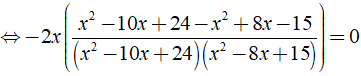 ⇔ -2x((x² - 10x + 24 - x² + 8x - 15)/((x² - 10x + 24)(x² - 8x + 15))) = 0